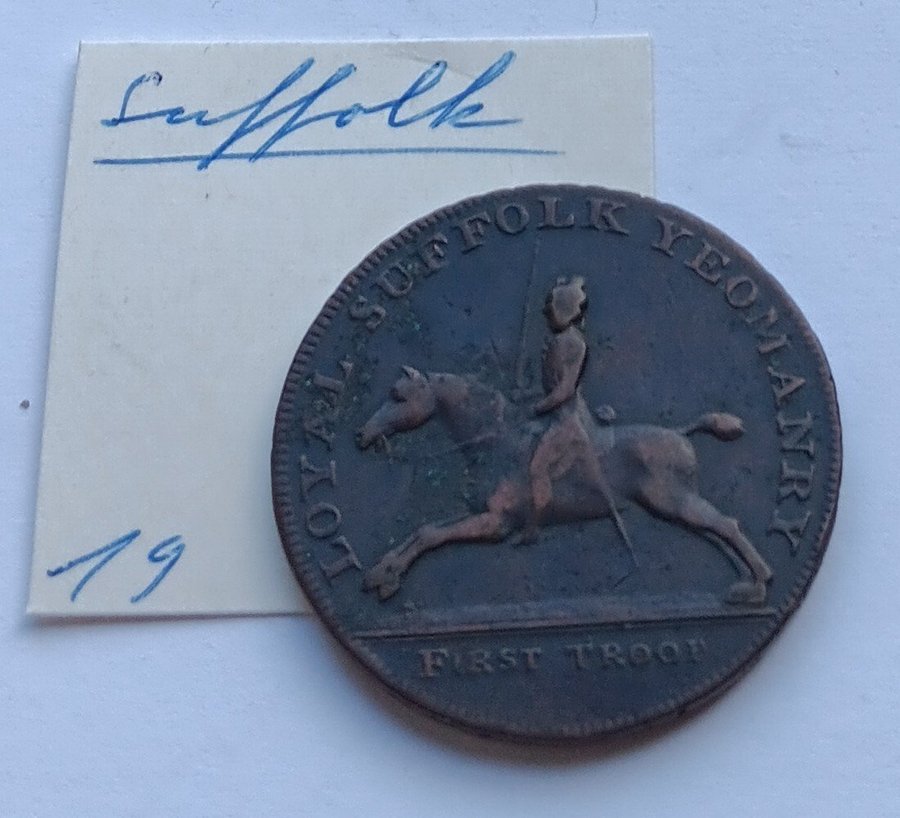 Suffolk
19
LOYAL SUFFOLK YEOMANRY
FIRST TROOP